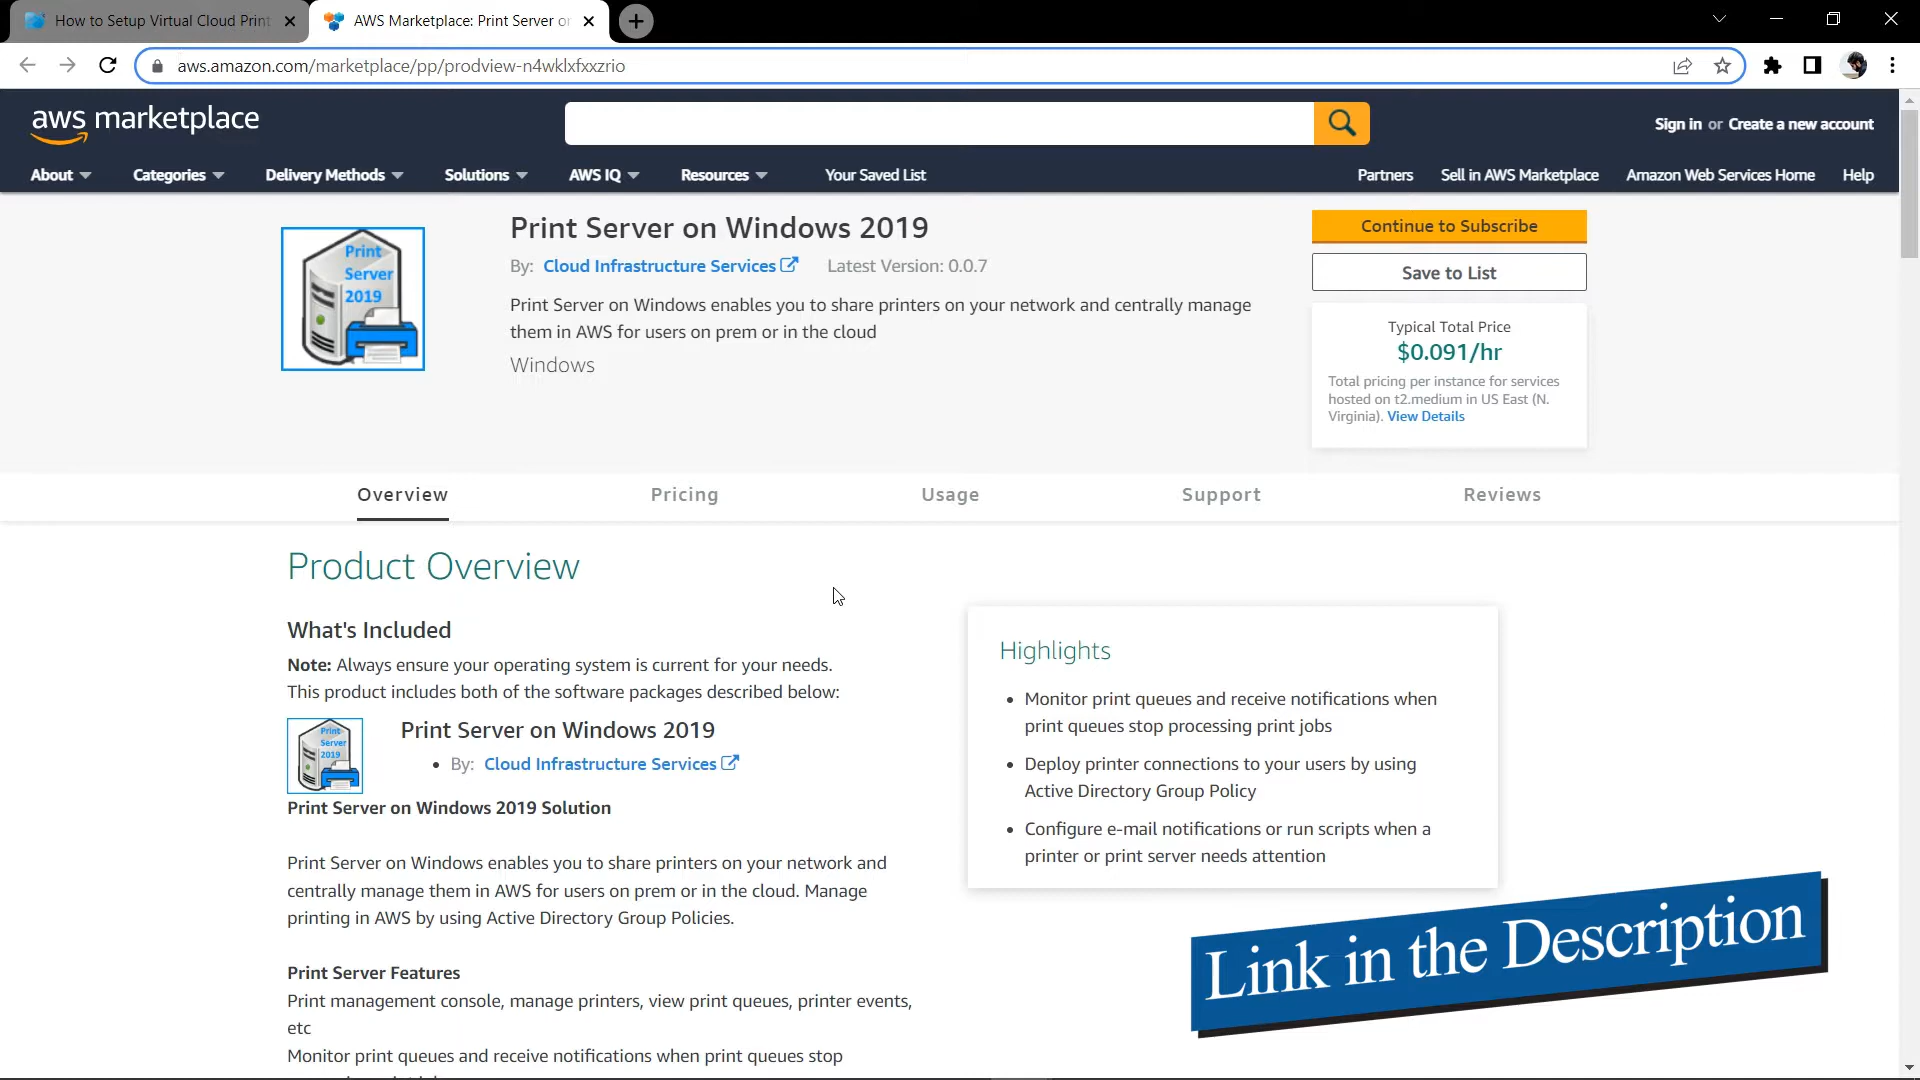 How to Setup Virtual Cloud Print
AWS Marketplace: Print Server or
aws.amazon.com/marketplace/pp/prodview-n4wklxfxxzrio
aws marketplace
Sign in or Create a new account
About
Categories
Delivery Methods
Solutions
AWS IQ
Resources
Your Saved List
Partners
Sell in AWS Marketplace
Amazon Web Services Home
Help
Print
Server
2019
Print Server on Windows 2019
By: Cloud Infrastructure Services
Latest Version: 0.0.7
Print Server on Windows enables you to share printers on your network and centrally manage
them in AWS for users on prem or in the cloud
Windows
Continue to Subscribe
Save to List
Typical Total Price
$0.091/hr
Total pricing per instance for services
hosted on t2.medium in US East (N.
Virginia). View Details
Overview
Pricing
Usage
Support
Reviews
Product Overview
What's Included
Note: Always ensure your operating system is current for your needs.
This product includes both of the software packages described below:
Print
Server
2019
Print Server on Windows 2019
• By: Cloud Infrastructure Services
Print Server on Windows 2019 Solution
Print Server on Windows enables you to share printers on your network and
centrally manage them in AWS for users on prem or in the cloud. Manage
printing in AWS by using Active Directory Group Policies.
Print Server Features
Print management console, manage printers, view print queues, printer events,
etc
Monitor print queues and receive notifications when print queues stop
Highlights
• Monitor print queues and receive notifications when
print queues stop processing print jobs
• Deploy printer connections to your users by using
Active Directory Group Policy
• Configure e-mail notifications or run scripts when a
printer or print server needs attention
Link in the Description